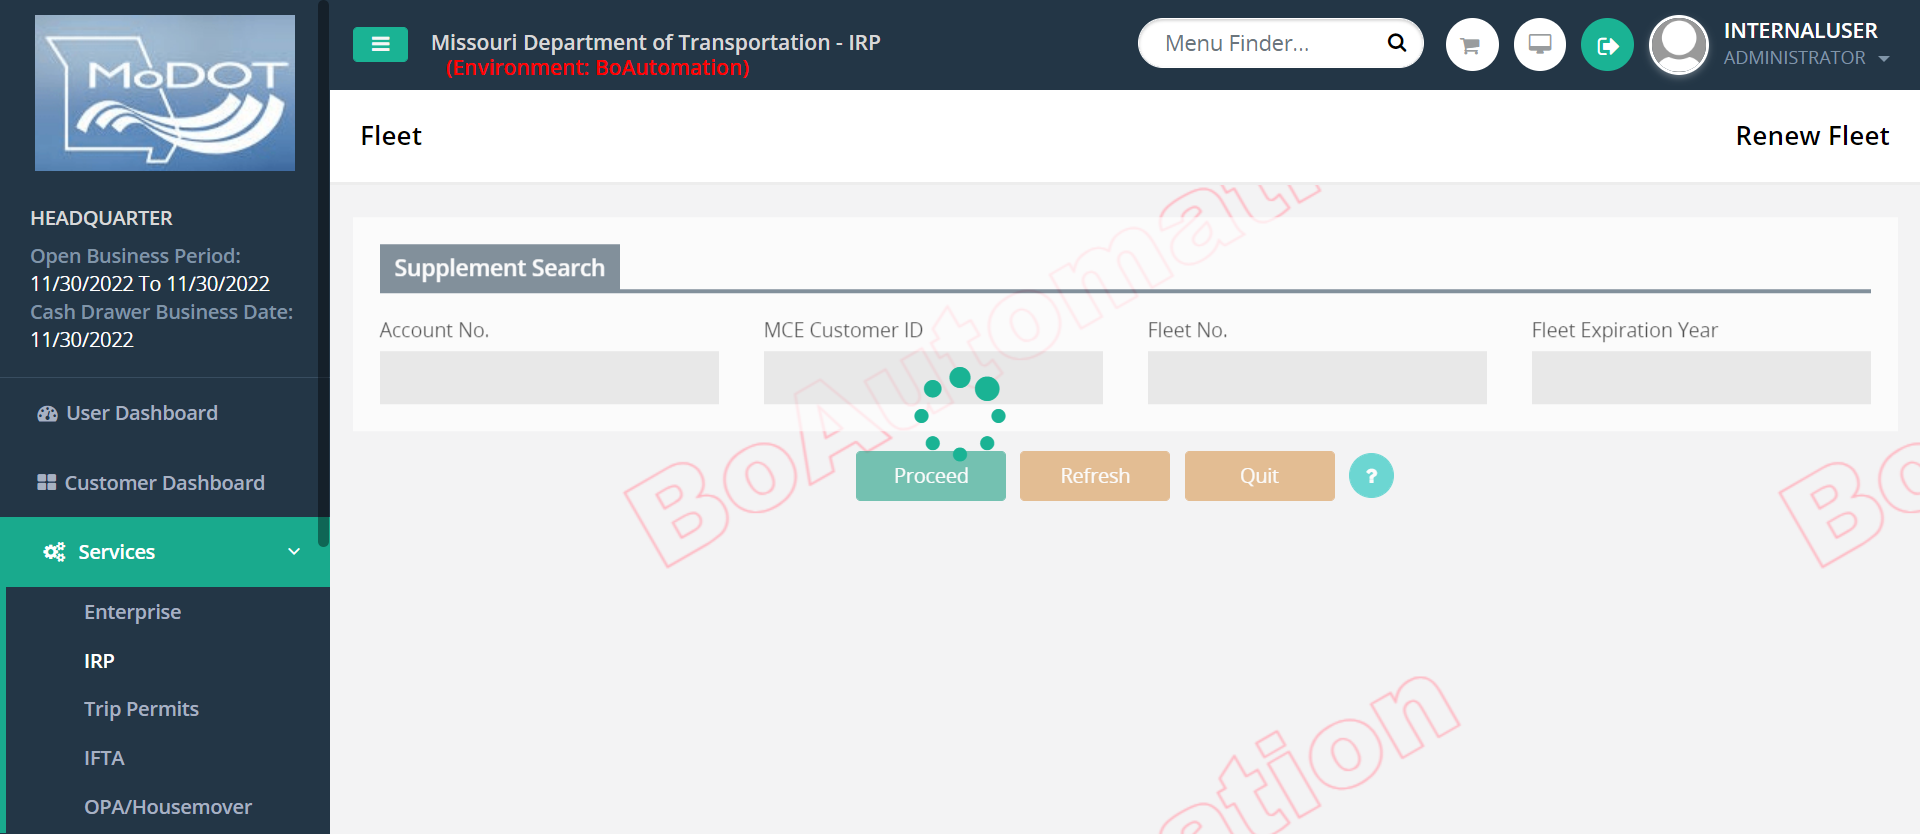 MoDOT
HEADQUARTER
Open Business Period:
11/30/2022 To 11/30/2022
Cash Drawer Business Date:
11/30/2022
User Dashboard
Customer Dashboard
Services
Enterprise
IRP
Trip Permits
IFTA
OPA/Housemover
Missouri Department of Transportation - IRP
(Environment: BoAutomation)
Menu Finder...
INTERNALUSER
ADMINISTRATOR
Fleet
Renew Fleet
Supplement Search
Account No.
MCE Customer ID
Fleet No.
Fleet Expiration Year
Proceed
Refresh
Quit
?
BoAutomati
Bo
ation